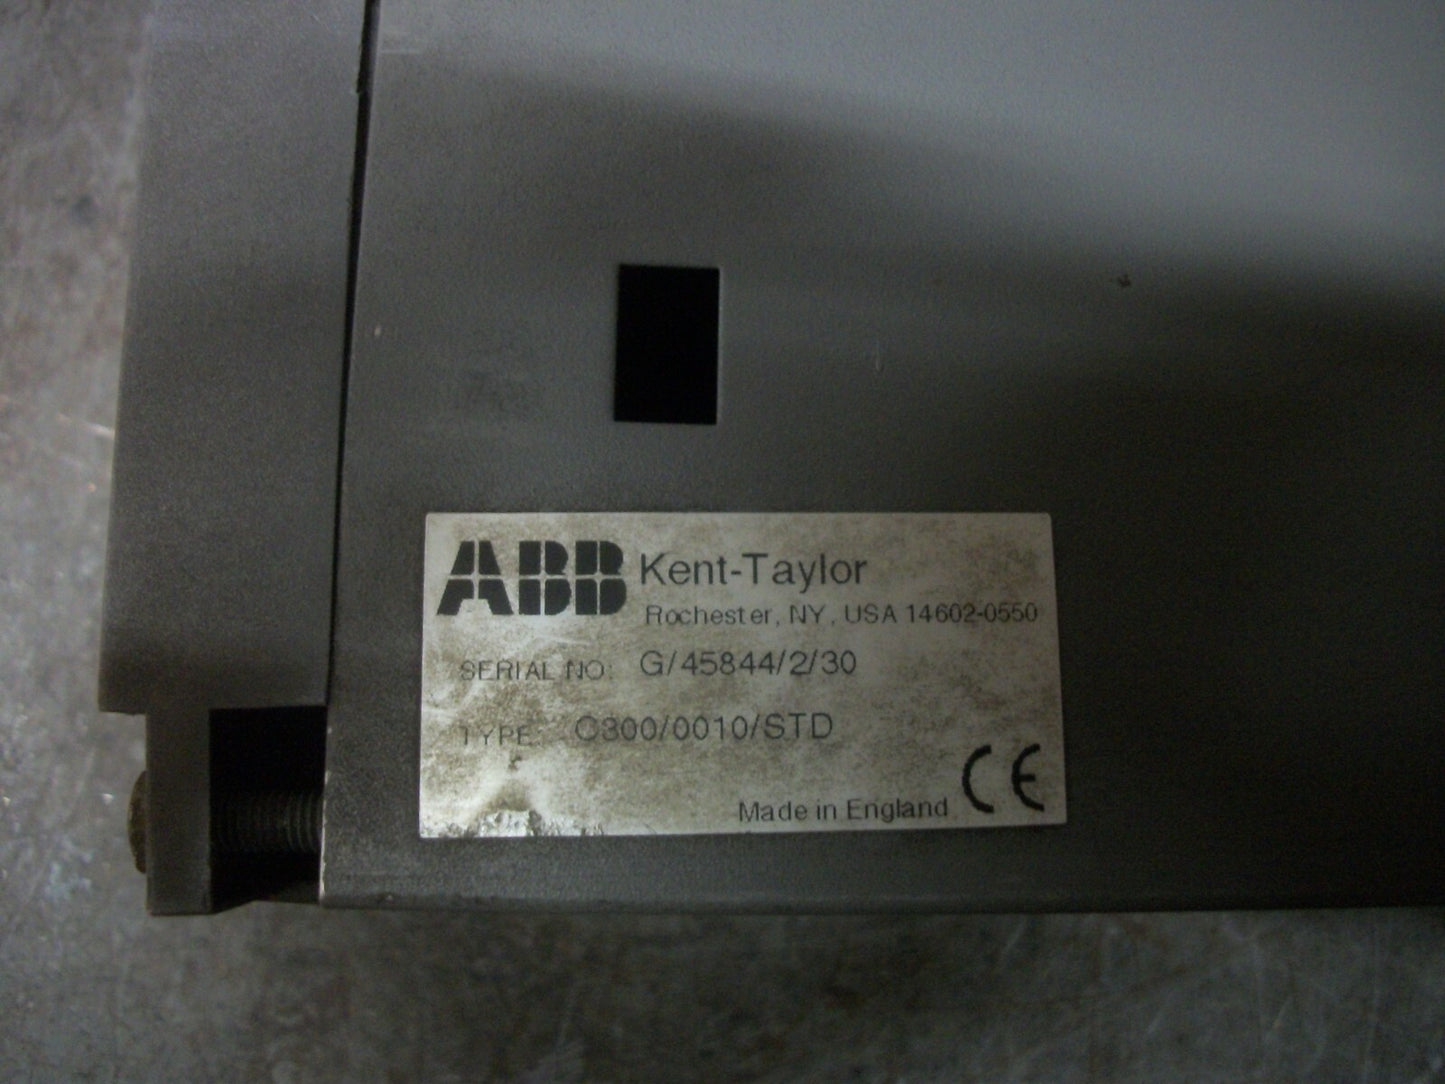 ABB Kent-Taylor
Rochester, NY, USA 14602-0550
SERIAL NO: G/45844/2/30
TYPE: C300/0010/STD
Made in England CE